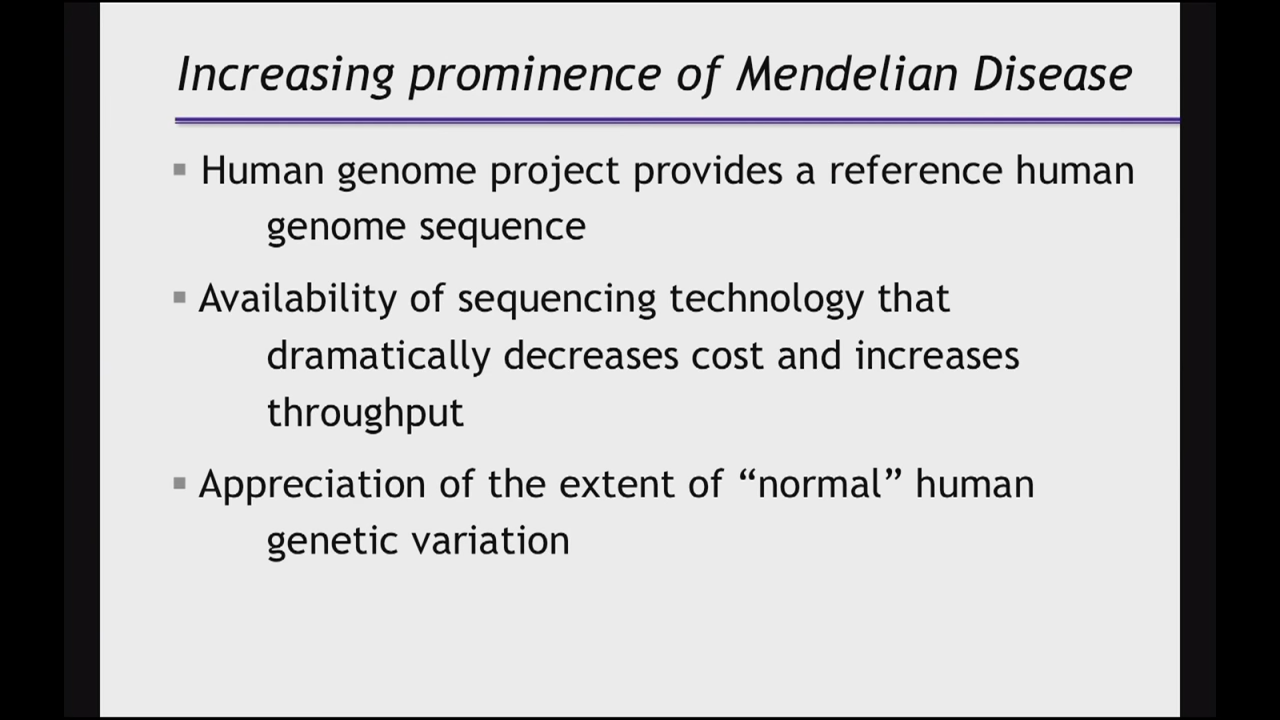 Increasing prominence of Mendelian Disease
▪ Human genome project provides a reference human
genome sequence
▪ Availability of sequencing technology that
dramatically decreases cost and increases
throughput
▪ Appreciation of the extent of “normal” human
genetic variation